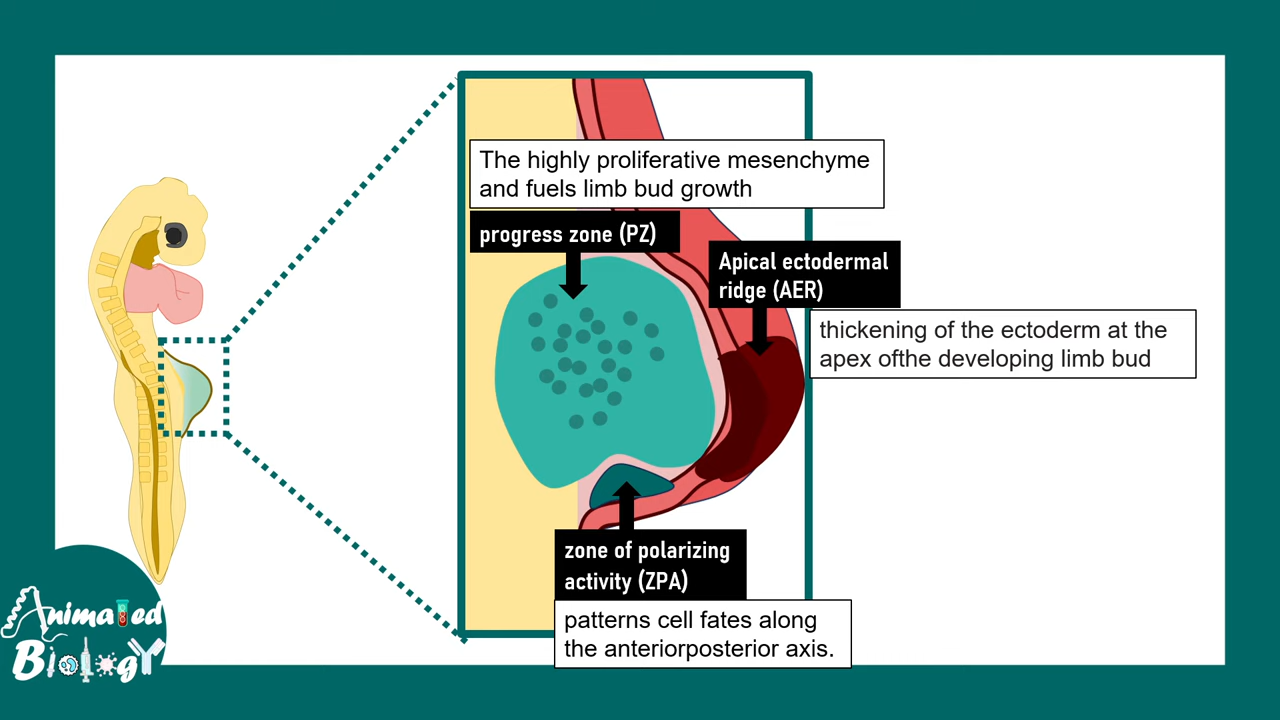 The highly proliferative mesenchyme
and fuels limb bud growth
progress zone (PZ)
Apical ectodermal
ridge (AER)
thickening of the ectoderm at the
apex ofthe developing limb bud
zone of polarizing
activity (ZPA)
patterns cell fates along
the anteriorposterior axis.
Animated
Biology